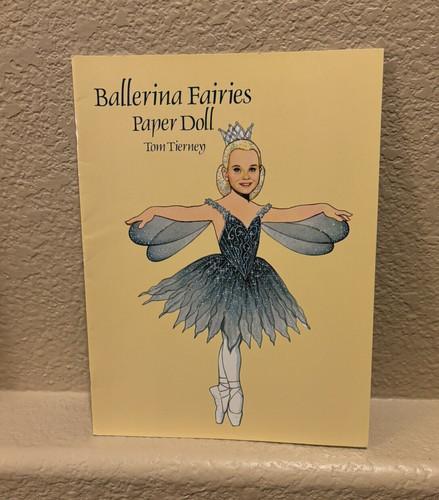 Ballerina Fairies
Paper Doll
Tom Tierney